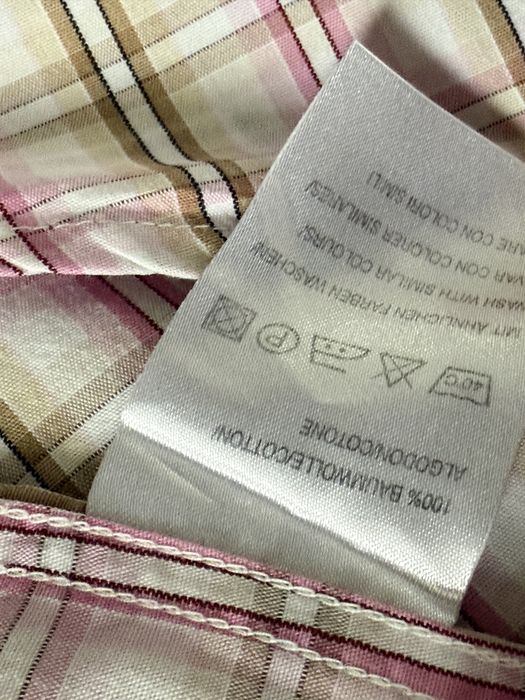 100% BAUMWOLLE/COTTON/
ALGODON/COTONE
40°C P
MIT ÄHNLICHEN FARBEN WASCHEN/
WASH WITH SIMILAR COLOURS/
CON COLORER SIMILARES/
CON COLORI SIMILI